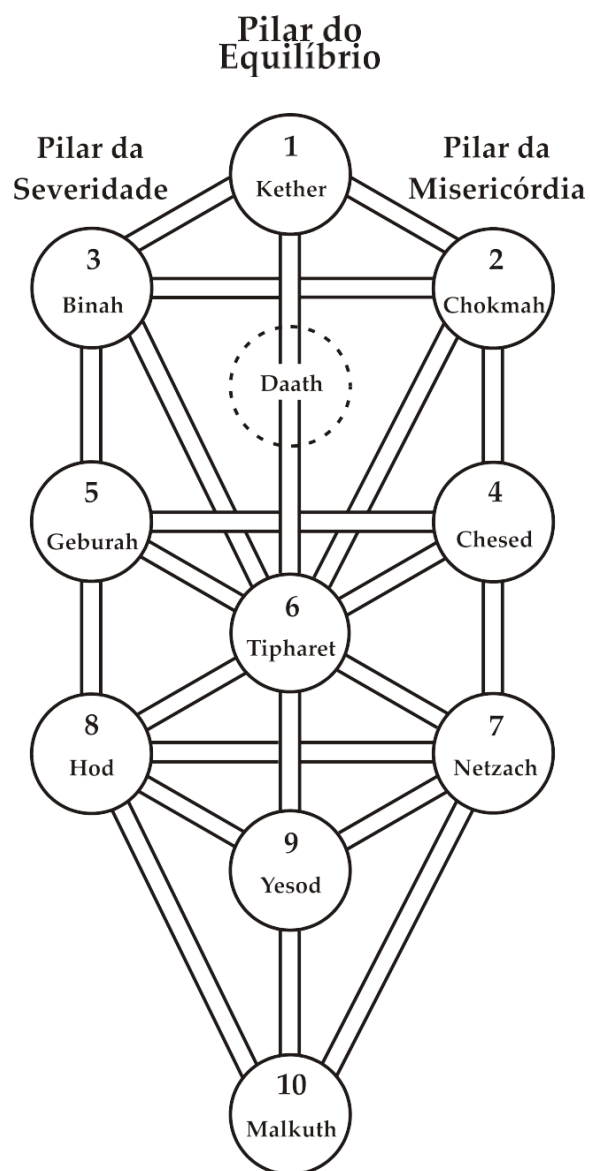 Pilar do
Equilíbrio
Pilar da
Severidade
Pilar da
Misericórdia
1
Kether
3
Binah
2
Chokmah
Daath
5
Geburah
4
Chesed
6
Tipharet
8
Hod
7
Netzach
9
Yesod
10
Malkuth